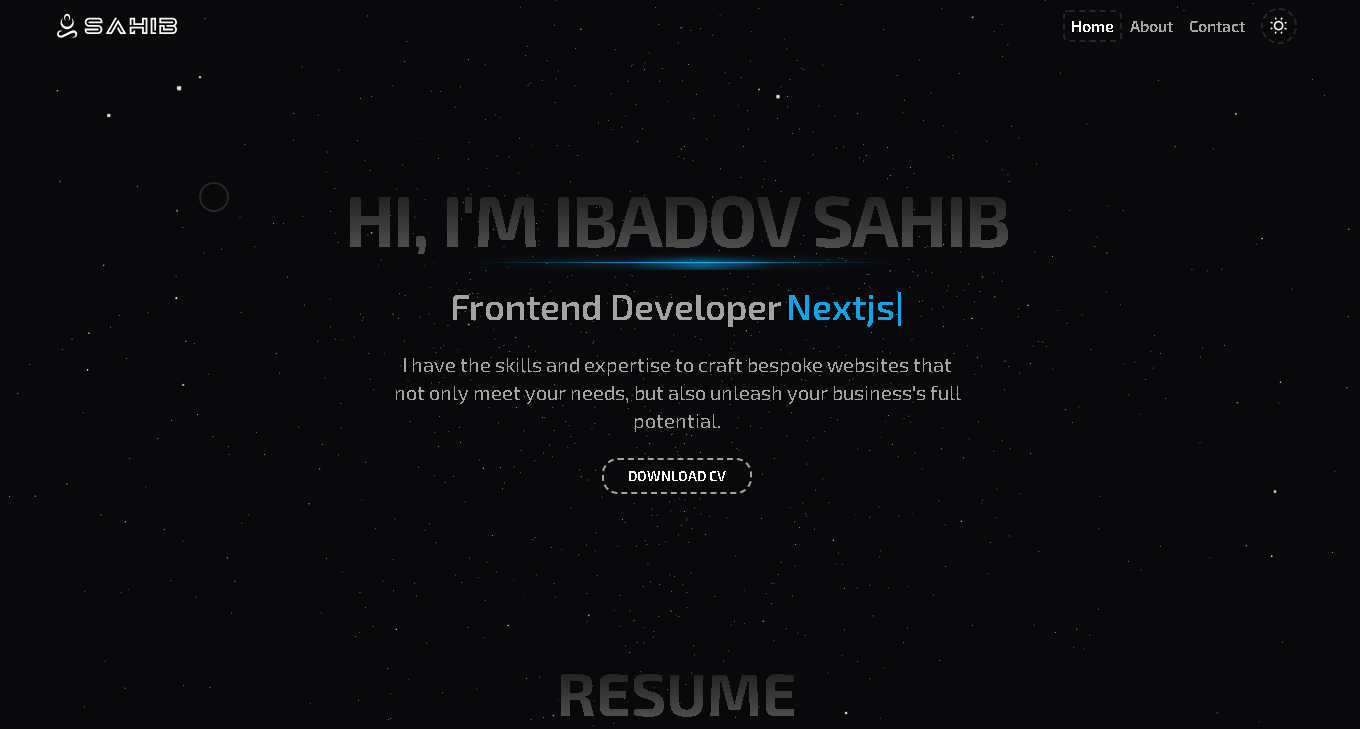 SAHIB
Home About Contact
HI, I'M IBADOV SAHIB
Frontend Developer Nextjs|
I have the skills and expertise to craft bespoke websites that
not only meet your needs, but also unleash your business's full
potential.
DOWNLOAD CV
RESUME